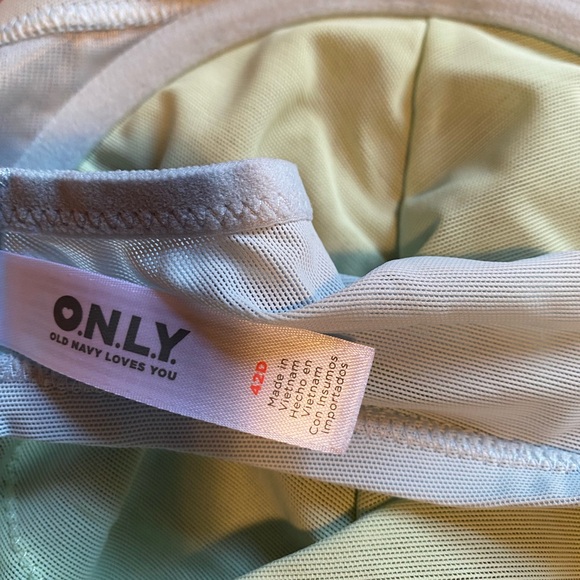 O.N.L.Y.
OLD NAVY LOVES YOU
42D
Made in
Vietnam
Hecho en
Vietnam
Con insumos
importados